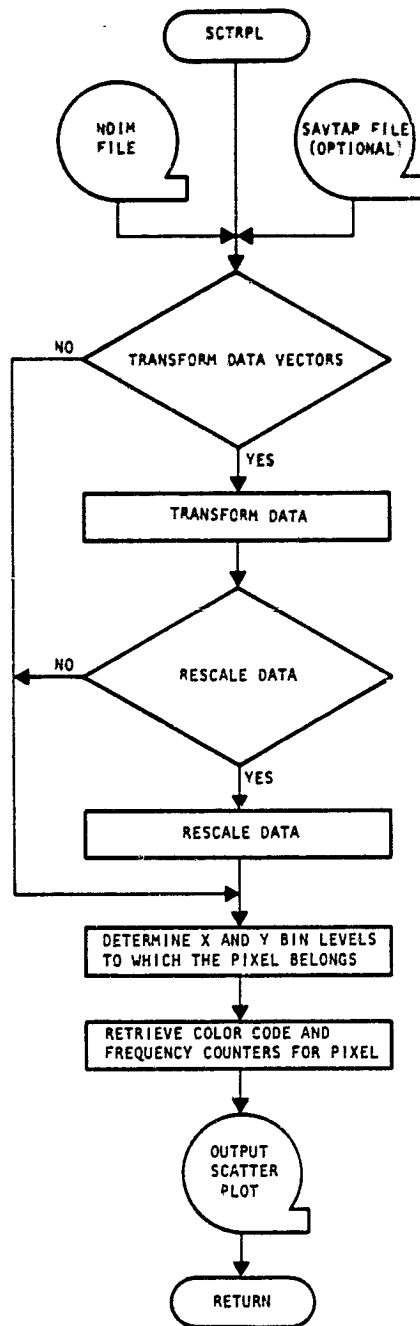 SCTRPL
NDIM
FILE
SAVTAP FILE
(OPTIONAL)
NO
TRANSFORM DATA VECTORS
YES
TRANSFORM DATA
NO
RESCALE DATA
YES
RESCALE DATA
DETERMINE X AND Y BIN LEVELS
TO WHICH THE PIXEL BELONGS
RETRIEVE COLOR CODE AND
FREQUENCY COUNTERS FOR PIXEL
OUTPUT
SCATTER
PLOT
RETURN